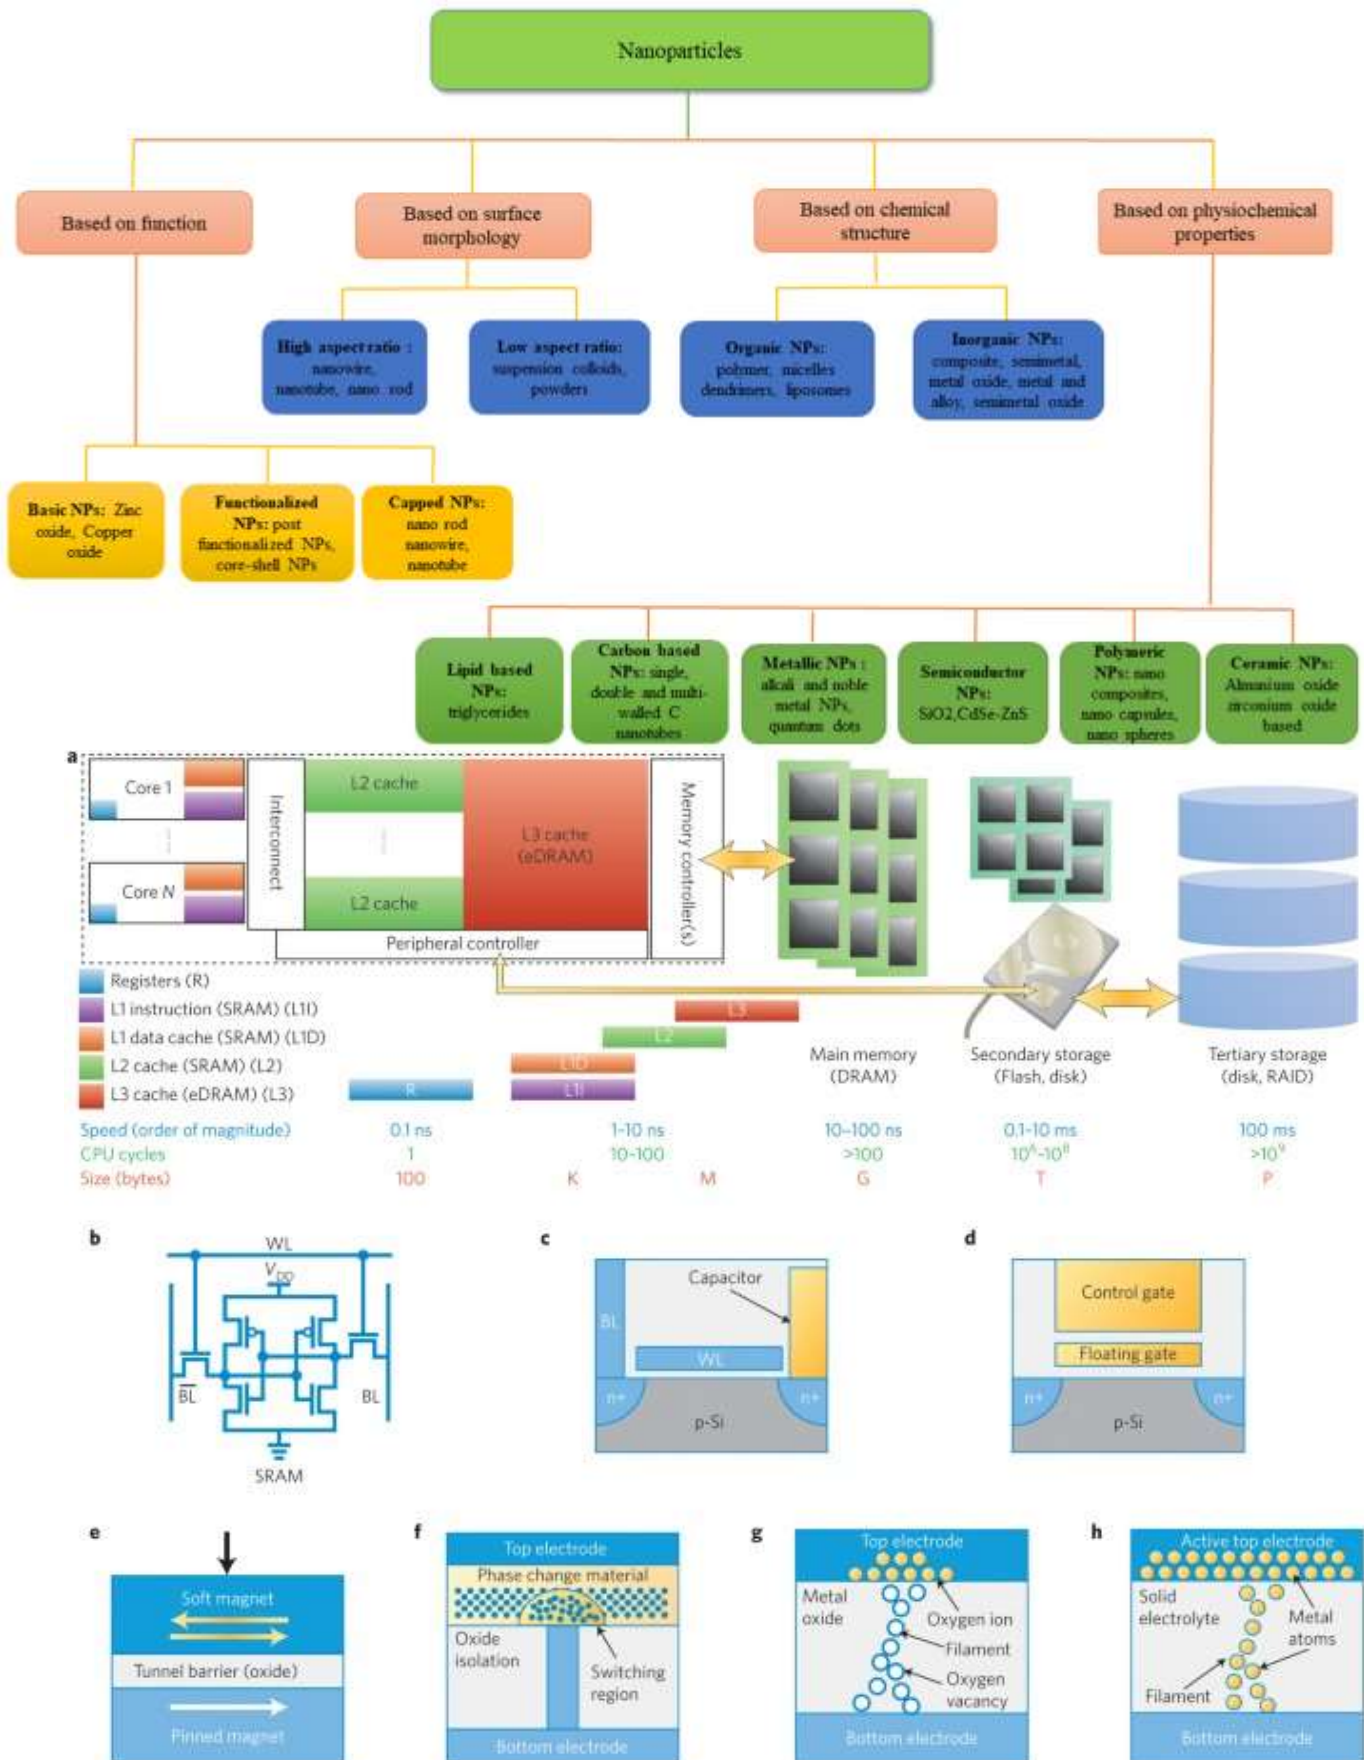 Nanoparticles
Based on function
Based on surface
morphology
Based on chemical
structure
Based on physiochemical
properties
High aspect ratio :
nanowire,
nanotube, nano rod
Low aspect ratio:
suspension colloids,
powders
Organic NPs:
polymer, micelles
dendrimers, liposomes
Inorganic NPs:
composite, semimetal,
metal oxide, metal and
alloy, semimetal oxide
Basic NPs: Zinc
oxide, Copper
oxide
Functionalized
NPs: post
functionalized NPs,
core-shell NPs
Capped NPs:
nano rod
nanowire,
nanotube
Lipid based
NPs:
triglycerides
Carbon based
NPs: single,
double and multi-
walled C
nanotubes
Metallic NPs :
alkali and noble
metal NPs,
quantum dots
Semiconductor
NPs:
SiO2,CdSe-ZnS
Polymeric
NPs: nano
composites,
nano capsules,
nano spheres
Ceramic NPs:
Almunium oxide
zirconium oxide
based
a
Core 1
Core N
Interconnect
L2 cache
L2 cache
L3 cache
(eDRAM)
Memory controller(s)
Peripheral controller
Registers (R)
L1 instruction (SRAM) (L1I)
L1 data cache (SRAM) (L1D)
L2 cache (SRAM) (L2)
L3 cache (eDRAM) (L3)
L3
L2
L1D
R
L1I
Main memory
(DRAM)
Secondary storage
(Flash, disk)
Tertiary storage
(disk, RAID)
Speed (order of magnitude) 0.1 ns 1-10 ns 10–100 ns 0.1-10 ms 100 ms
CPU cycles 1 10-100 >100 10⁶-10⁸ >10⁹
Size (bytes) 100 K M G T P
b
WL
V_DD
B̅L̅
BL
SRAM
c
Capacitor
BL
WL
n+
n+
p-Si
d
Control gate
Floating gate
n+
n+
p-Si
e
Soft magnet
Tunnel barrier (oxide)
Pinned magnet
f
Top electrode
Phase change material
Oxide
isolation
Switching
region
Bottom electrode
g
Top electrode
Metal
oxide
Oxygen ion
Filament
Oxygen
vacancy
Bottom electrode
h
Active top electrode
Solid
electrolyte
Metal
atoms
Filament
Bottom electrode